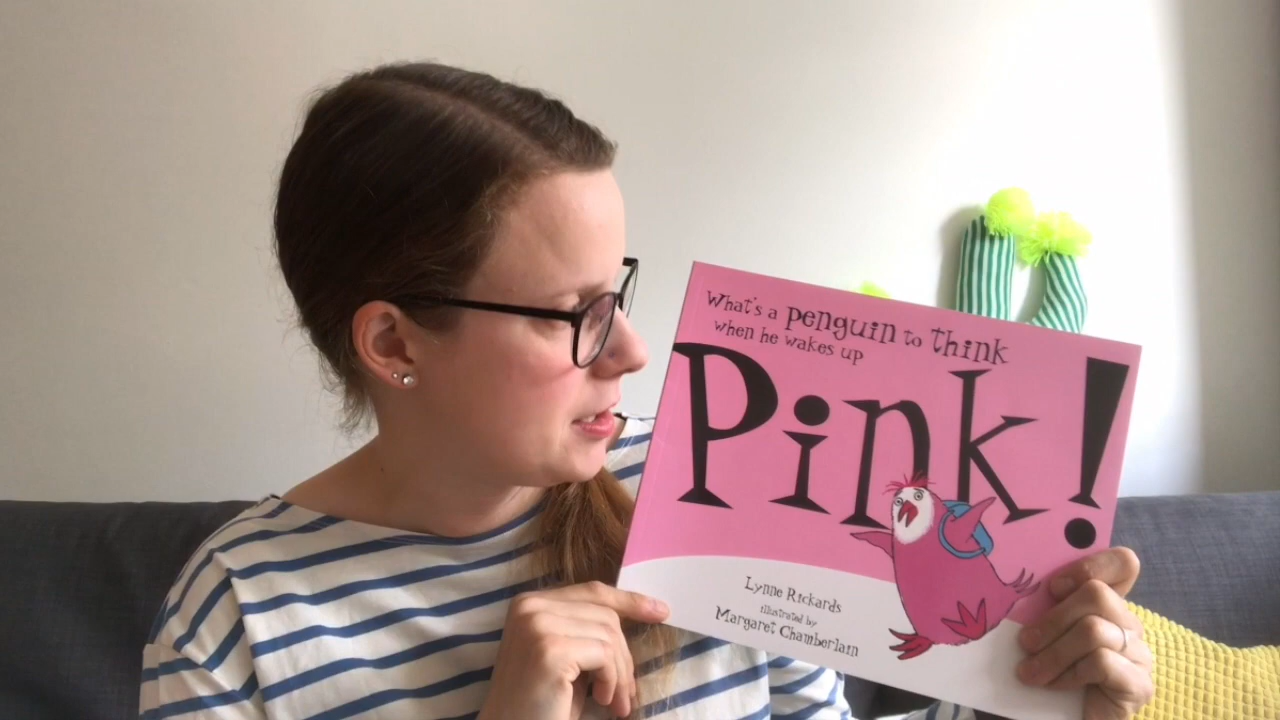 What's a penguin to think
when he wakes up
Pink!
Lynne Rickards
illustrated by
Margaret Chamberlain